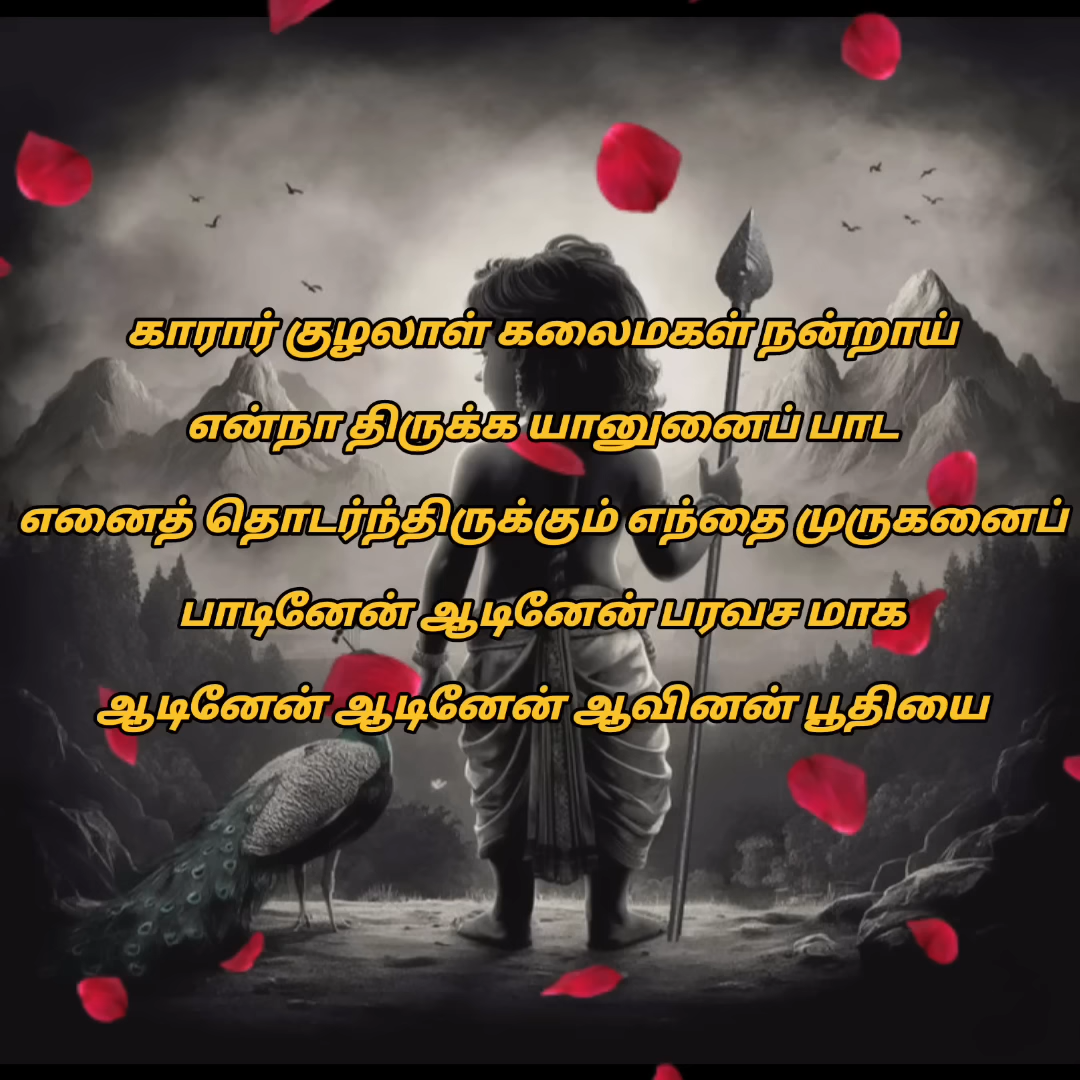 காரார் குழலாள் கலைமகள் நன்றாய்
என்நா திருக்க யானுனைப் பாட
எனைத் தொடர்ந்திருக்கும் எந்தை முருகனைப்
பாடினேன் ஆடினேன் பரவச மாக
ஆடினேன் ஆடினேன் ஆவினன் பூதியை